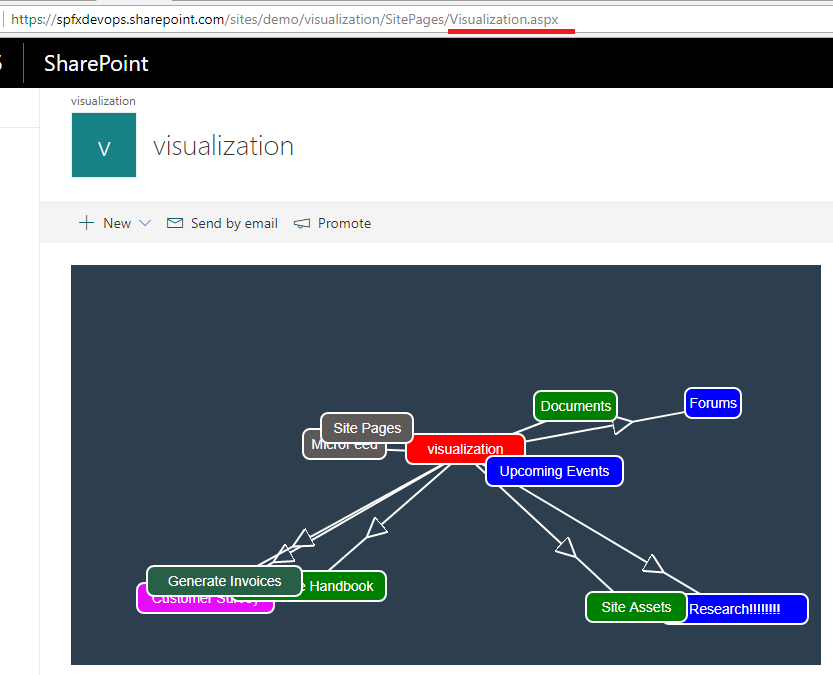 https://spfxdevops.sharepoint.com/sites/demo/visualization/SitePages/Visualization.aspx
SharePoint
visualization
V
visualization
New
Send by email
Promote
Documents
Forums
Site Pages
MicroFeed
visualization
Upcoming Events
Generate Invoices
Handbook
Customer Survey
Site Assets
Research!!!!!!!!